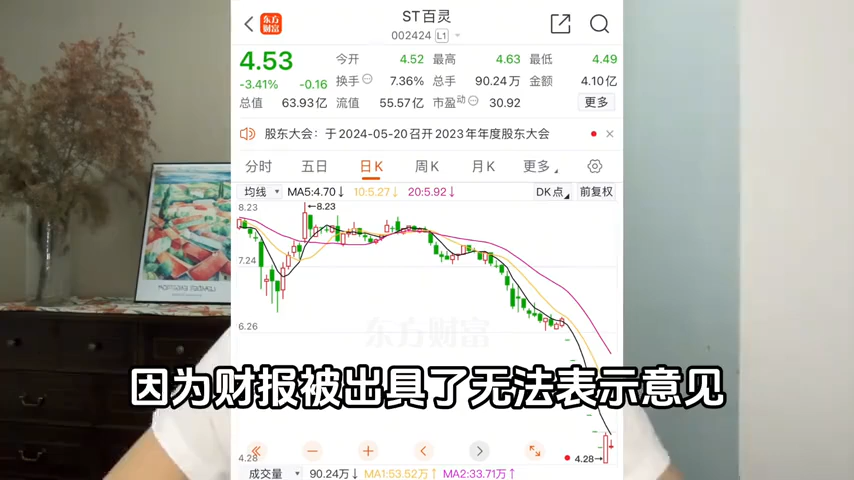 ST百灵
东方
财富
002424 L1
4.53
-3.41% -0.16
今开 4.52 最高 4.63 最低 4.49
换手 7.36% 总手 90.24万 金额 4.10亿
总值 63.93亿 流值 55.57亿 市盈动 30.92 更多
股东大会：于2024-05-20召开2023年年度股东大会
分时 五日 日K 周K 月K 更多
均线 MA5:4.70↓ 10:5.27↓ 20:5.92↓ DK点 前复权
8.23
←8.23
7.24
6.26
东方财富
因为财报被出具了无法表示意见
4.28
4.28→
成交量 90.24万↓ MA1:53.52万↑ MA2:33.71万↑